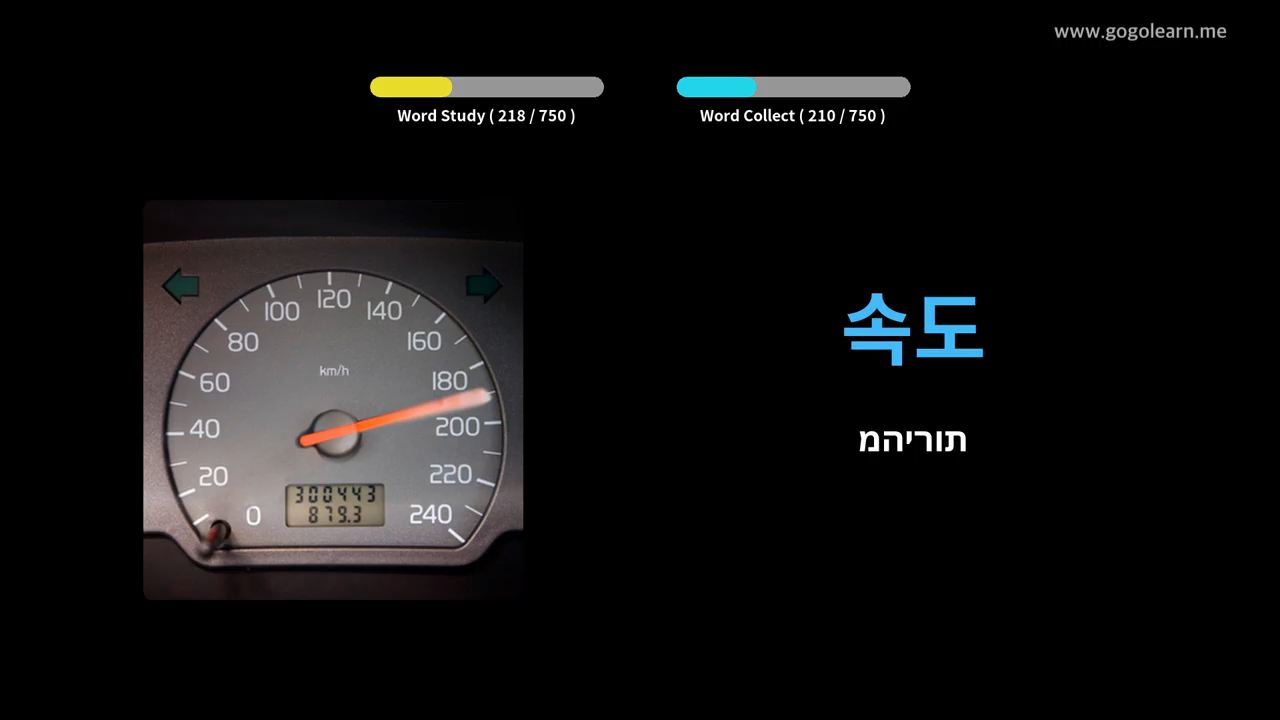 www.gogolearn.me
Word Study ( 218 / 750 )
Word Collect ( 210 / 750 )
120
100
140
80
160
km/h
60
180
40
200
20
220
300443
0
879.3
240
속도
תוריהמ